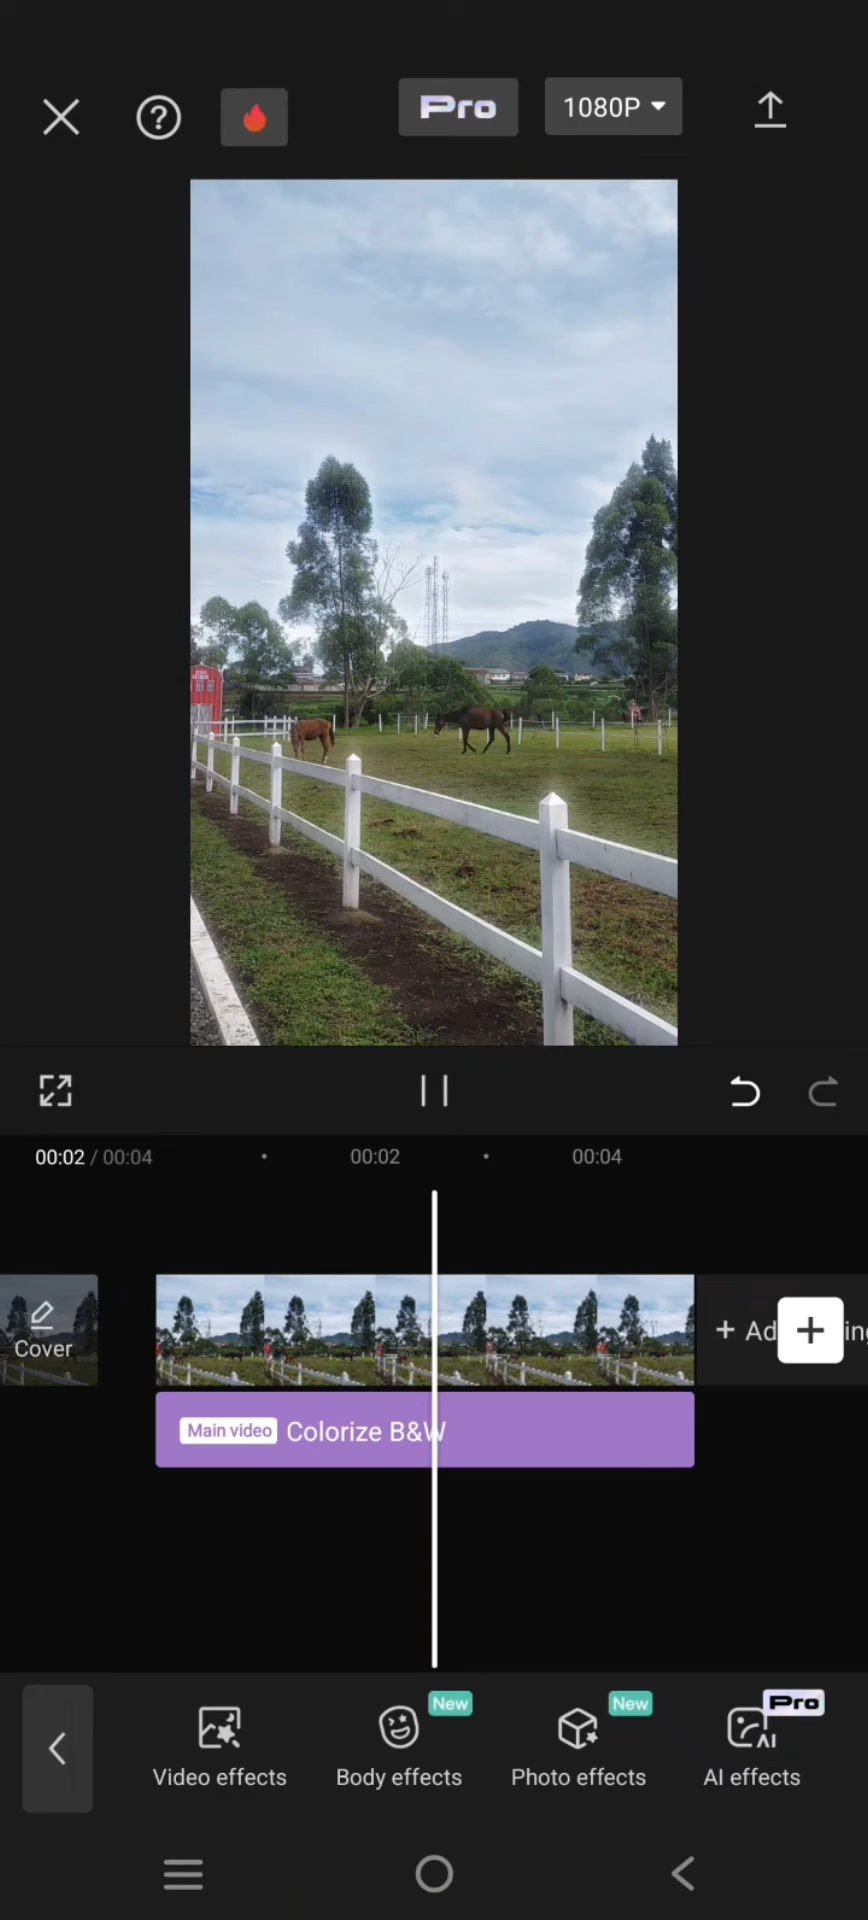 Pro
1080P
00:02 / 00:04
00:02
00:04
Cover
Main video
Colorize B&W
+ Ad
New
New
Pro
Video effects
Body effects
Photo effects
AI effects